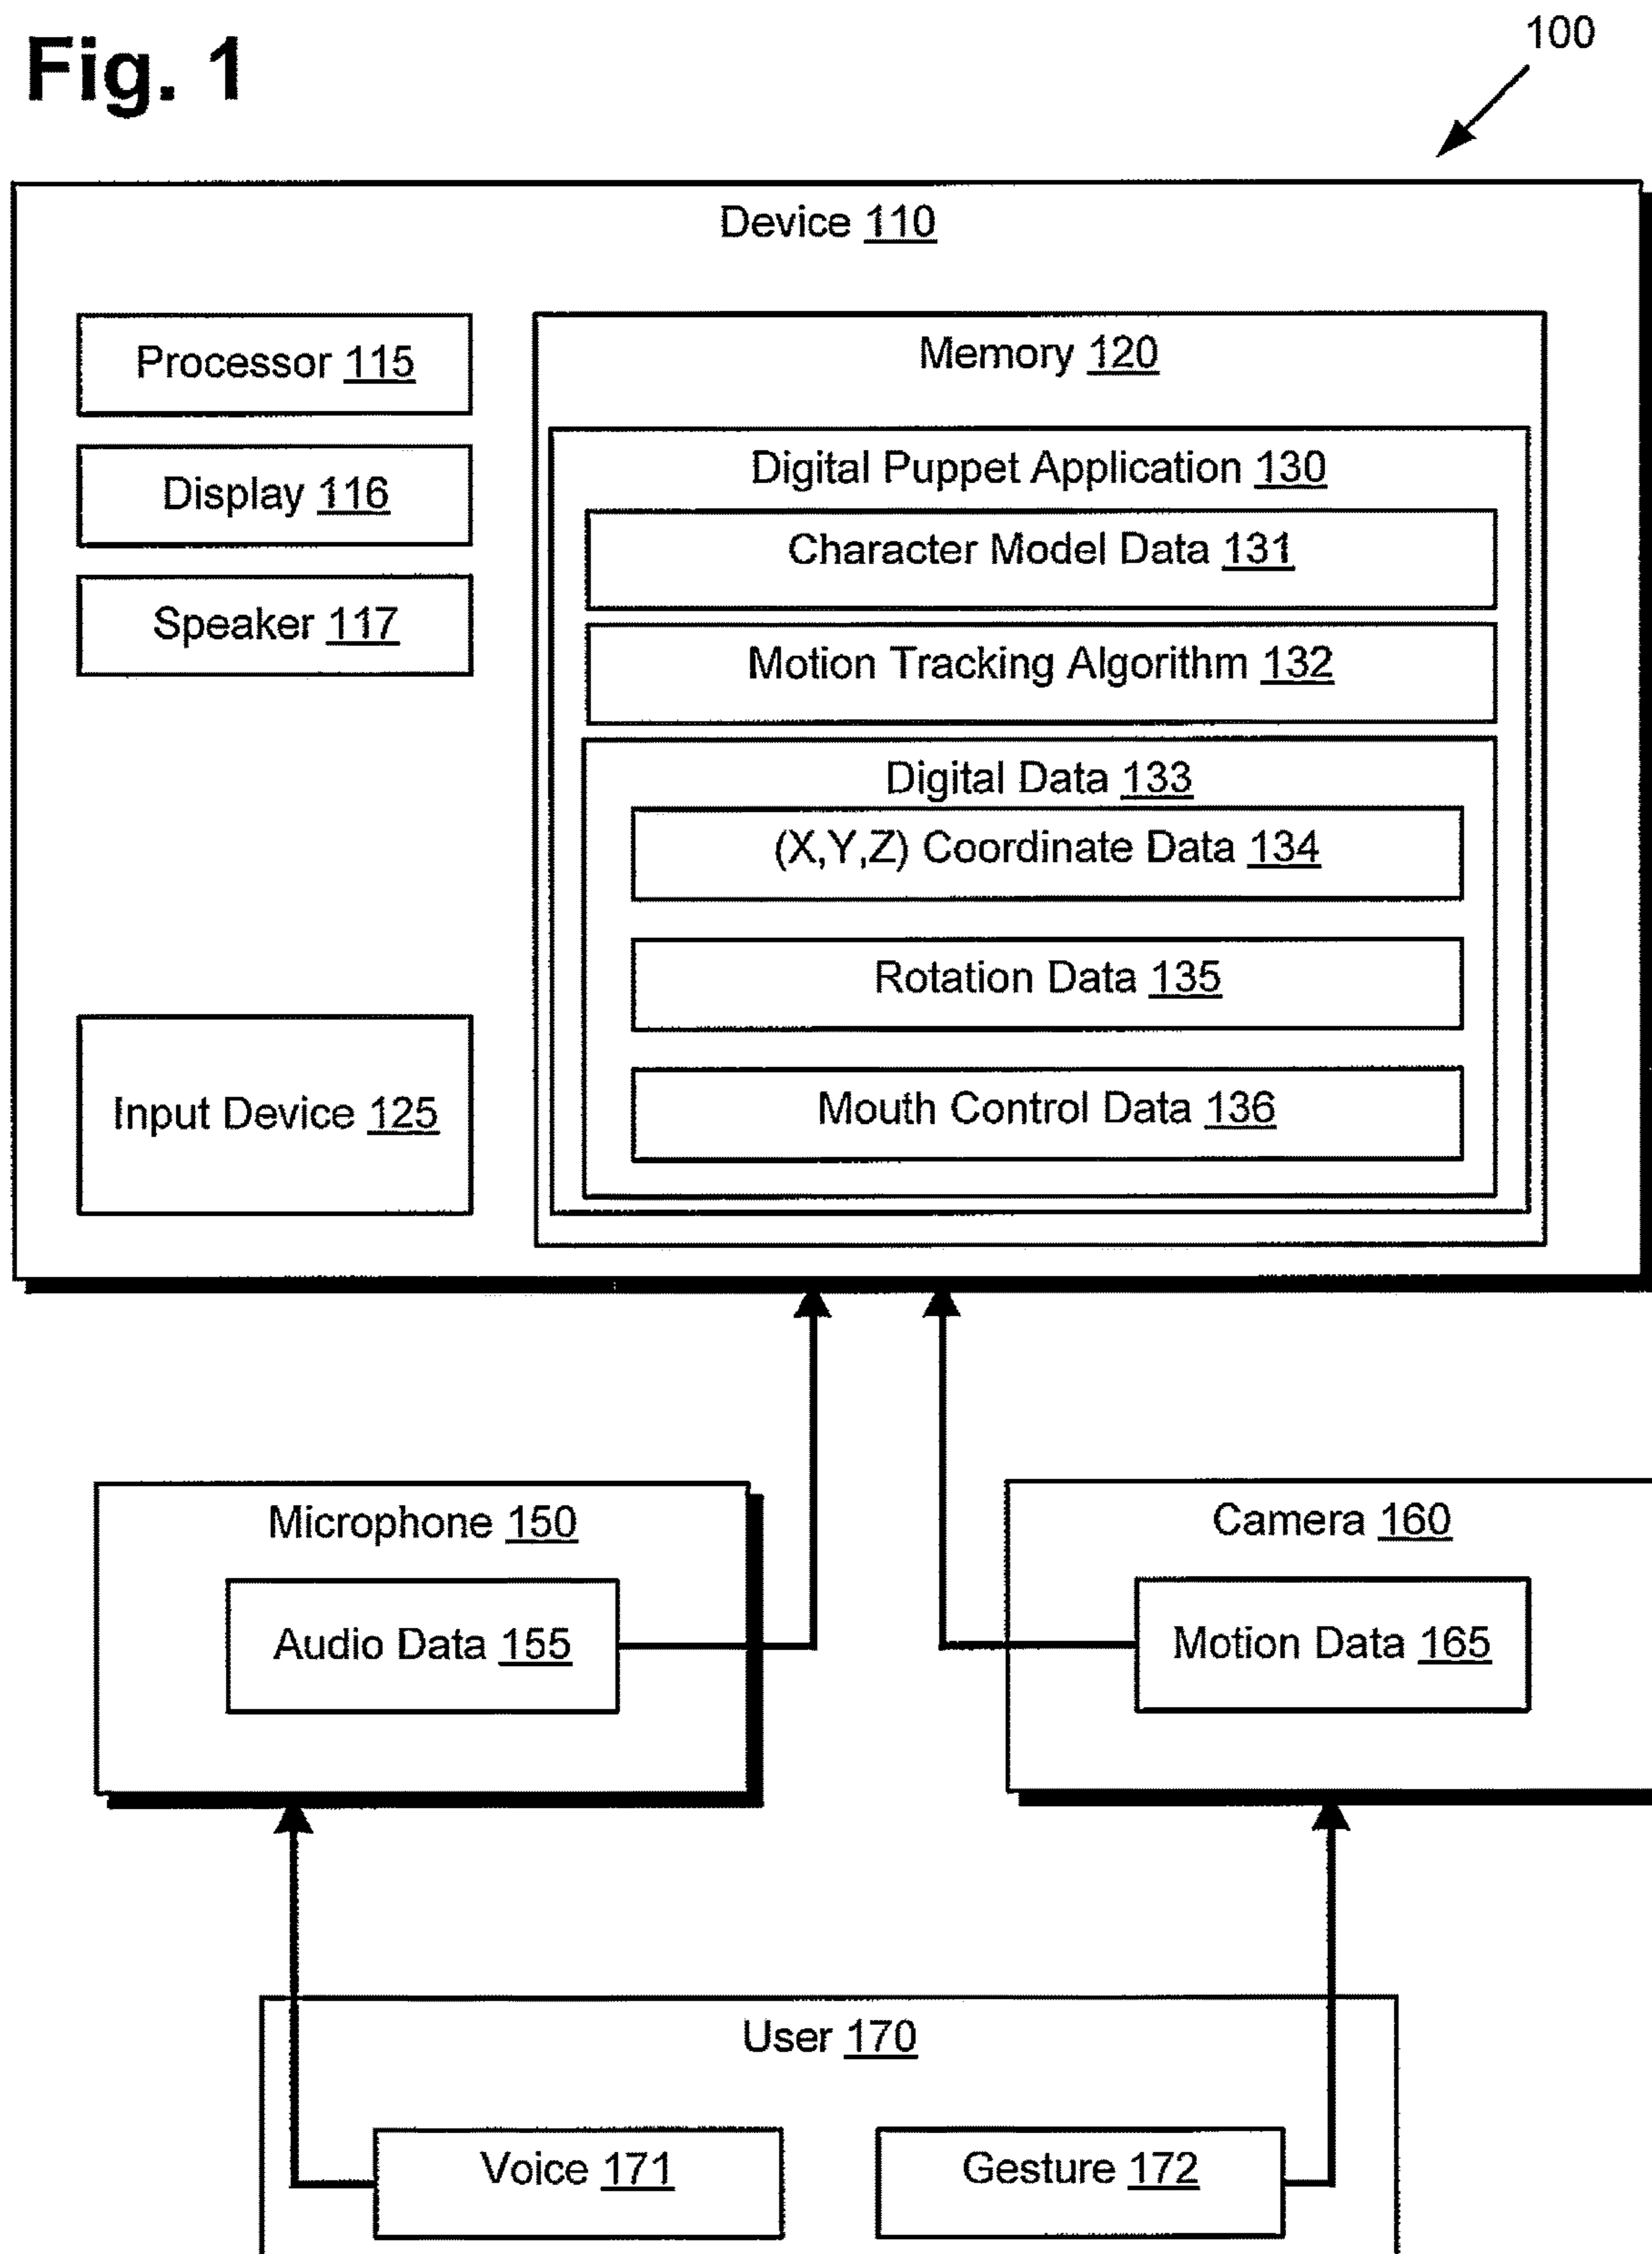 Fig. 1
100
Device 110
Processor 115
Display 116
Speaker 117
Input Device 125
Memory 120
Digital Puppet Application 130
Character Model Data 131
Motion Tracking Algorithm 132
Digital Data 133
(X,Y,Z) Coordinate Data 134
Rotation Data 135
Mouth Control Data 136
Microphone 150
Audio Data 155
Camera 160
Motion Data 165
User 170
Voice 171
Gesture 172